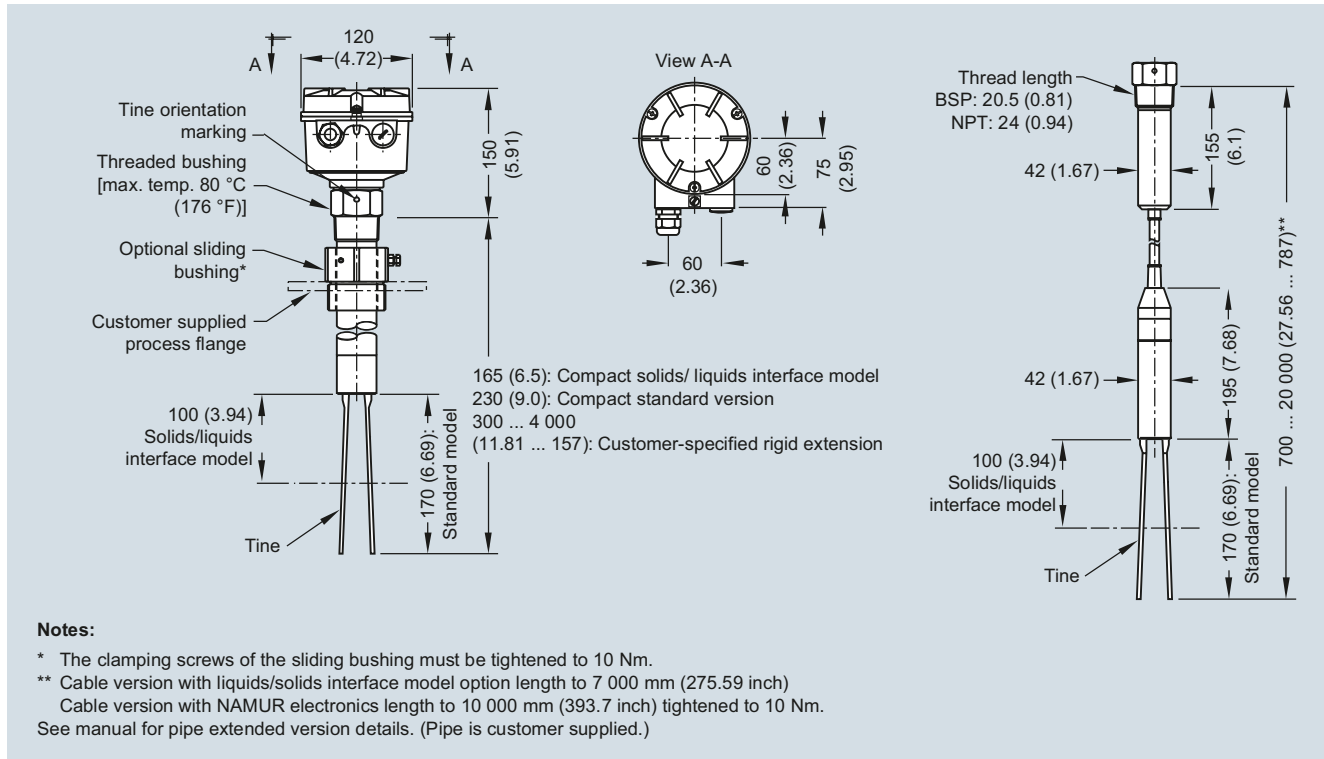 120
(4.72)
A
A
Tine orientation
marking
Threaded bushing
[max. temp. 80 °C
(176 °F)]
Optional sliding
bushing*
Customer supplied
process flange
150
(5.91)
165 (6.5): Compact solids/ liquids interface model
230 (9.0): Compact standard version
300 ... 4 000
(11.81 ... 157): Customer-specified rigid extension
100 (3.94)
Solids/liquids
interface model
170 (6.69):
Standard model
Tine
View A-A
60
(2.36)
75
(2.95)
60
(2.36)
Thread length
BSP: 20.5 (0.81)
NPT: 24 (0.94)
42 (1.67)
155
(6.1)
700 ... 20 000 (27.56 ... 787)**
42 (1.67)
195 (7.68)
100 (3.94)
Solids/liquids
interface model
170 (6.69):
Standard model
Tine
Notes:
* The clamping screws of the sliding bushing must be tightened to 10 Nm.
** Cable version with liquids/solids interface model option length to 7 000 mm (275.59 inch)
Cable version with NAMUR electronics length to 10 000 mm (393.7 inch) tightened to 10 Nm.
See manual for pipe extended version details. (Pipe is customer supplied.)